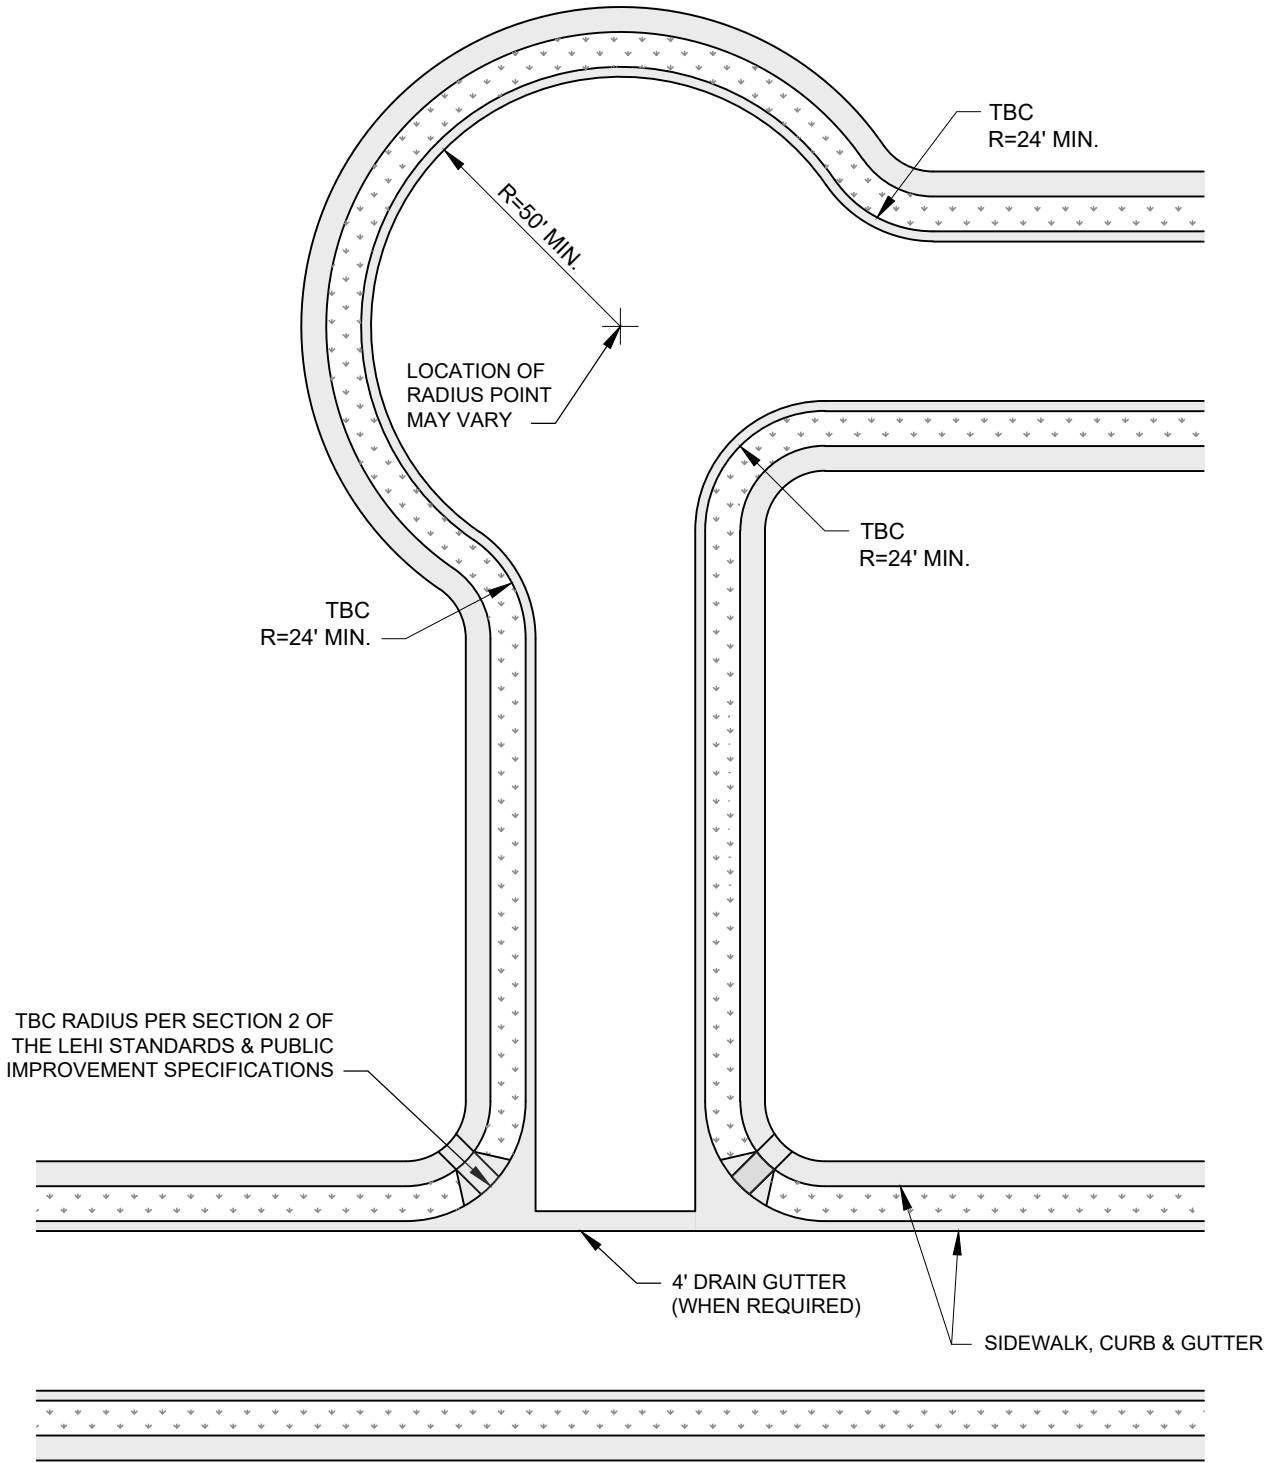 TBC
R=24' MIN.
R=50' MIN.
LOCATION OF
RADIUS POINT
MAY VARY
TBC
R=24' MIN.
TBC
R=24' MIN.
TBC RADIUS PER SECTION 2 OF
THE LEHI STANDARDS & PUBLIC
IMPROVEMENT SPECIFICATIONS
4' DRAIN GUTTER
(WHEN REQUIRED)
SIDEWALK, CURB & GUTTER